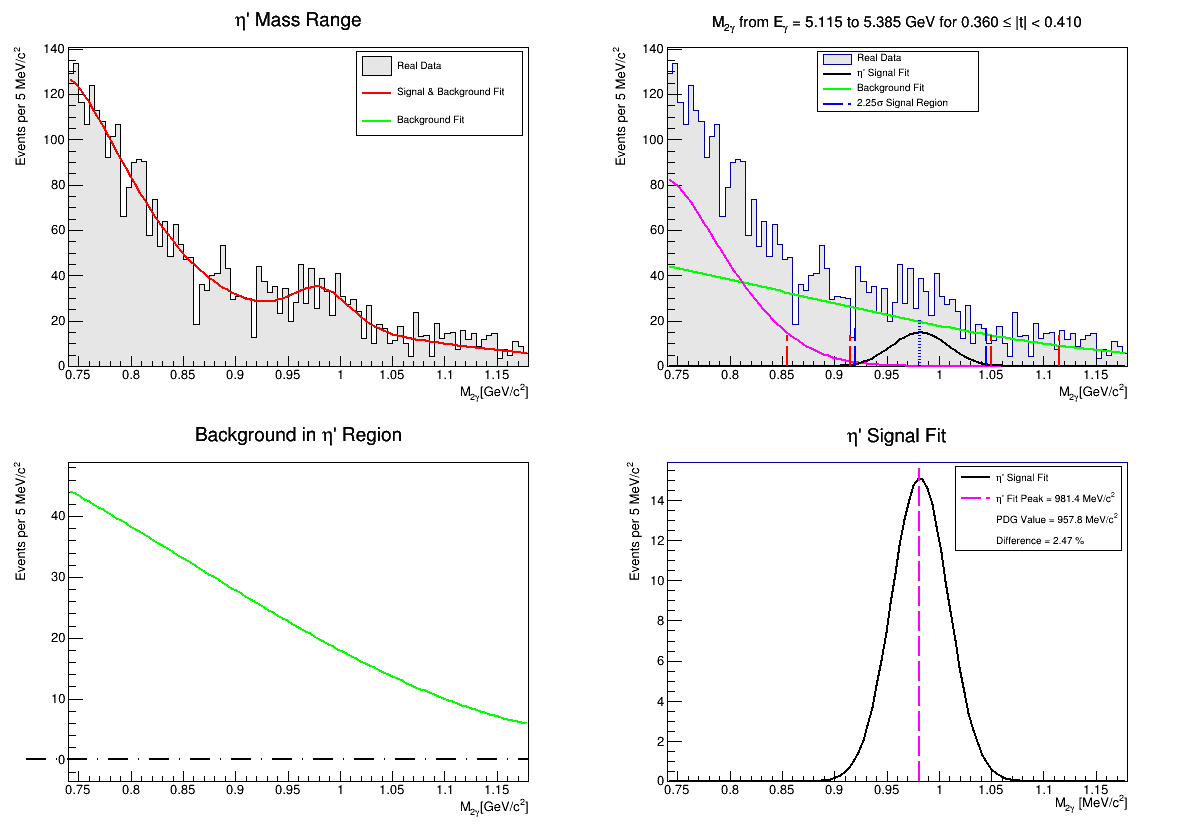 η' Mass Range
Events per 5 MeV/c²
140
120
100
80
60
40
20
0
Real Data
Signal & Background Fit
Background Fit
0.75 0.8 0.85 0.9 0.95 1 1.05 1.1 1.15
M₂γ[GeV/c²]
M₂γ from Eγ = 5.115 to 5.385 GeV for 0.360 ≤ |t| < 0.410
Events per 5 MeV/c²
140
120
100
80
60
40
20
0
Real Data
η' Signal Fit
Background Fit
2.25σ Signal Region
0.75 0.8 0.85 0.9 0.95 1 1.05 1.1 1.15
M₂γ[GeV/c²]
Background in η' Region
Events per 5 MeV/c²
40
30
20
10
0
0.75 0.8 0.85 0.9 0.95 1 1.05 1.1 1.15
M₂γ[GeV/c²]
η' Signal Fit
Events per 5 MeV/c²
14
12
10
8
6
4
2
0
η' Signal Fit
η' Fit Peak = 981.4 MeV/c²
PDG Value = 957.8 MeV/c²
Difference = 2.47 %
0.75 0.8 0.85 0.9 0.95 1 1.05 1.1 1.15
M₂γ [MeV/c²]